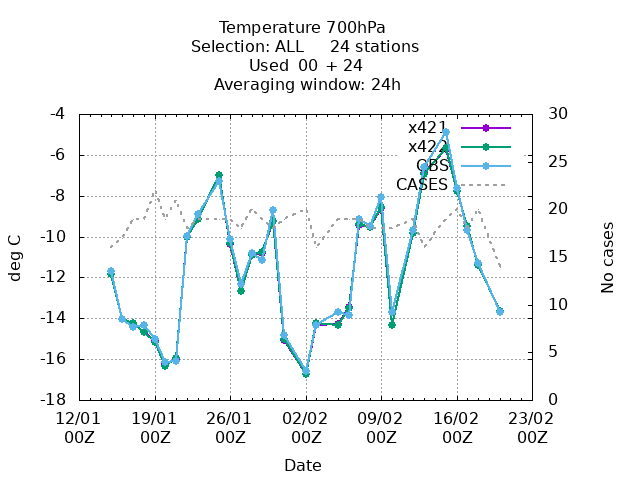 Temperature 700hPa
Selection: ALL 24 stations
Used 00 + 24
Averaging window: 24h
-4 30
x421
x422
OBS
CASES
-6 25
-8 20
-10 15
-12 10
-14 5
-16 0
-18
deg C
No cases
12/01 19/01 26/01 02/02 09/02 16/02 23/02
00Z 00Z 00Z 00Z 00Z 00Z 00Z
Date